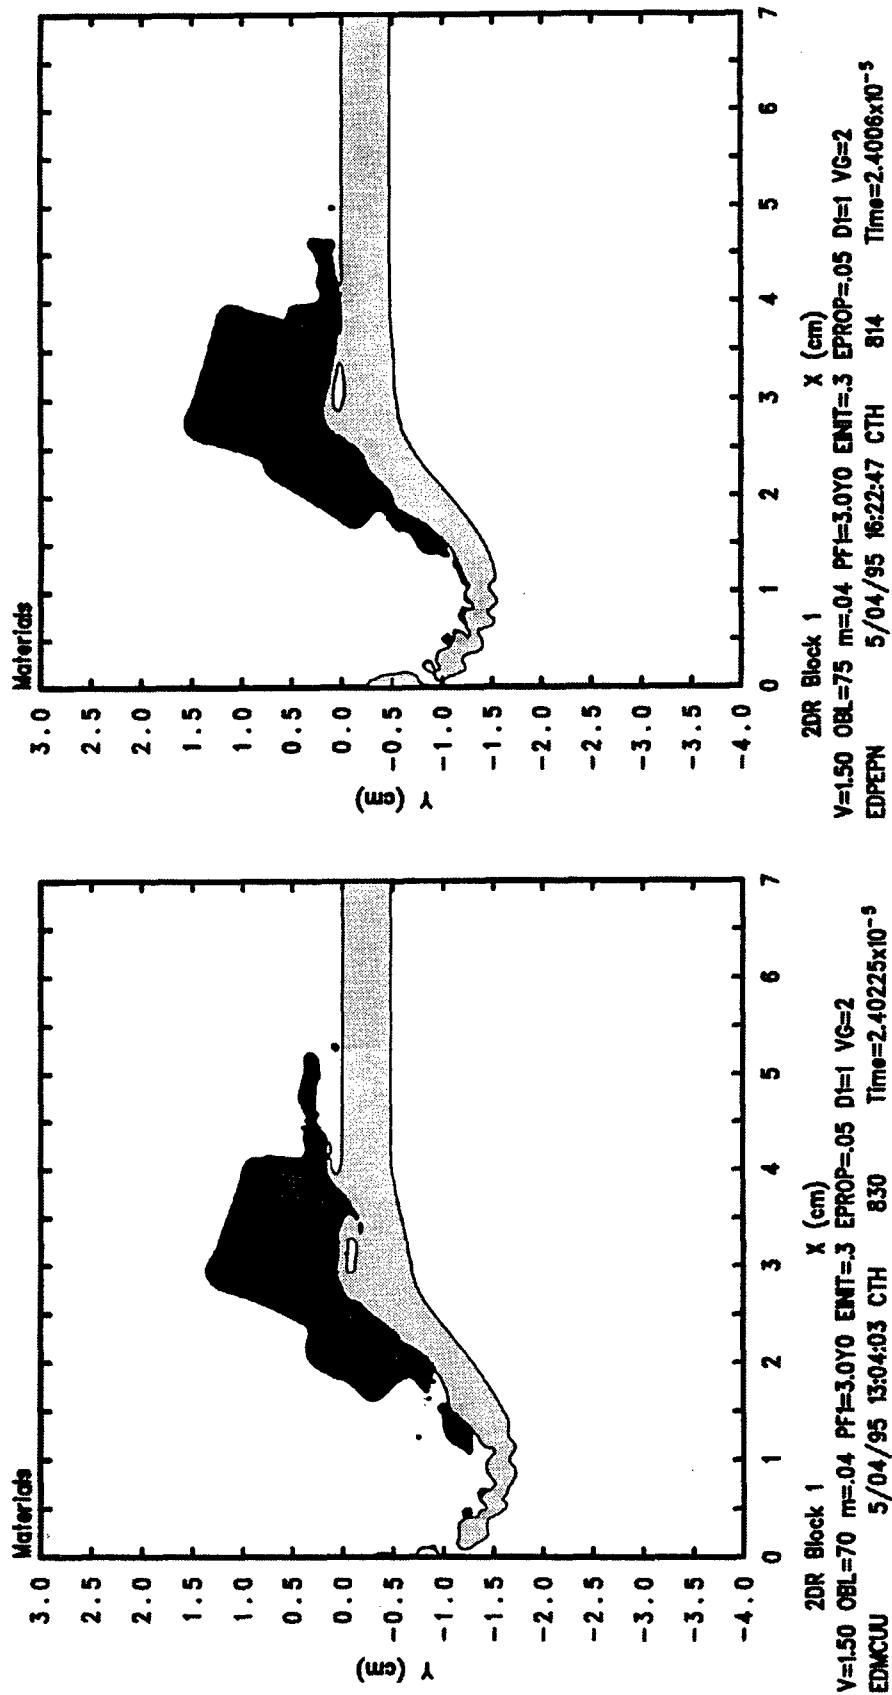 Materials
3.0
2.5
2.0
1.5
1.0
0.5
0.0
-0.5
-1.0
-1.5
-2.0
-2.5
-3.0
-3.5
-4.0
Y (cm)
0 1 2 3 4 5 6 7
2DR Block 1 X (cm)
V=1.50 OBL=70 m=.04 PF1=3.0Y0 EINIT=.3 EPROP=.05 D1=1 VG=2
EDMCUU 5/04/95 13:04:03 CTH 830 Time=2.40225x10⁻⁵
Materials
3.0
2.5
2.0
1.5
1.0
0.5
0.0
-0.5
-1.0
-1.5
-2.0
-2.5
-3.0
-3.5
-4.0
Y (cm)
0 1 2 3 4 5 6 7
2DR Block 1 X (cm)
V=1.50 OBL=75 m=.04 PF1=3.0Y0 EINIT=.3 EPROP=.05 D1=1 VG=2
EDPEPN 5/04/95 16:22:47 CTH 814 Time=2.4006x10⁻⁵